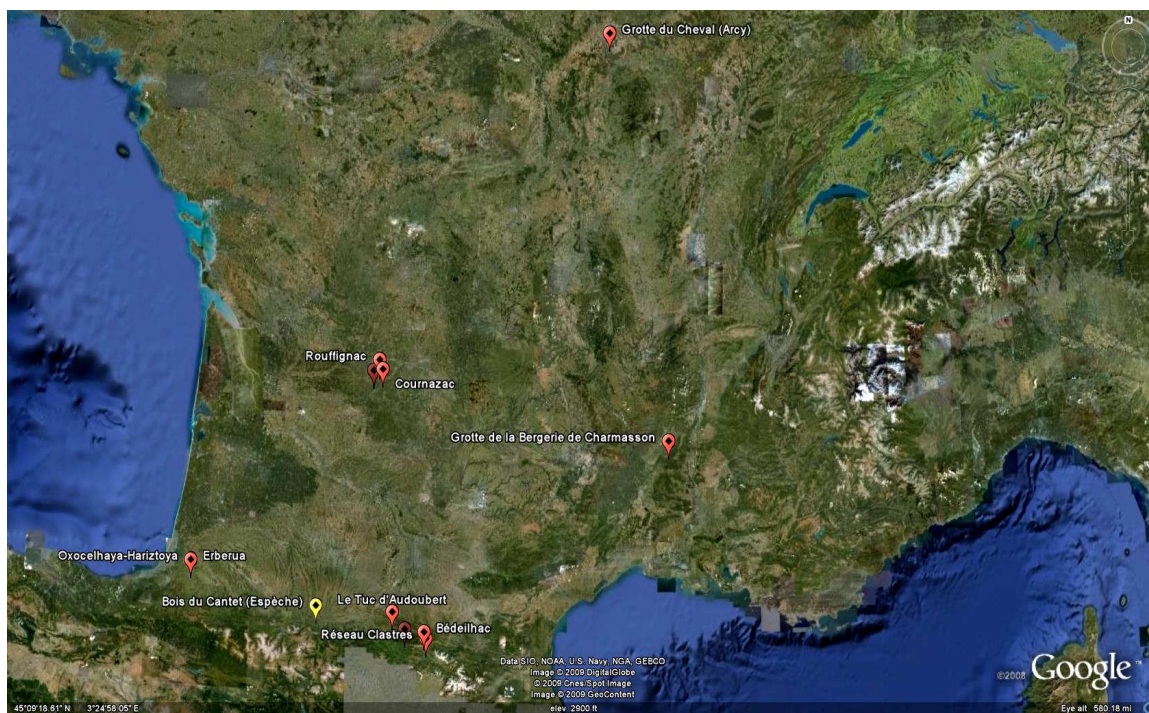 N
Grotte du Cheval (Arcy)
Rouffignac
Cournazac
Grotte de la Bergerie de Charmasson
Oxocelhaya-Hariztoya
Erberua
Bois du Cantet (Espèche)
Le Tuc d'Audoubert
Réseau Clastres
Bédeilhac
Data SIO, NOAA, U.S. Navy, NGA, GEBCO
Image © 2009 DigitalGlobe
© 2009 Cnes/Spot Image
Image © 2009 GeoContent
©2008 Google™
45°09'18.61" N 3°24'58.05" E
elev 2900 ft
Eye alt 580.18 mi